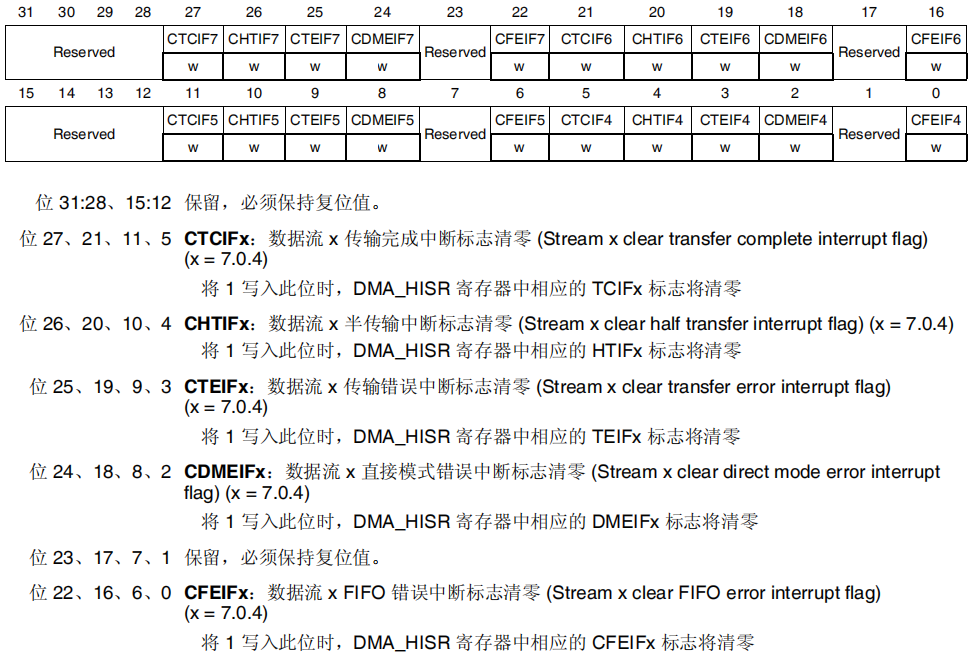 31 30 29 28 27 26 25 24 23 22 21 20 19 18 17 16
Reserved CTCIF7 CHTIF7 CTEIF7 CDMEIF7 Reserved CFEIF7 CTCIF6 CHTIF6 CTEIF6 CDMEIF6 Reserved CFEIF6
w w w w w w w w w w
15 14 13 12 11 10 9 8 7 6 5 4 3 2 1 0
Reserved CTCIF5 CHTIF5 CTEIF5 CDMEIF5 Reserved CFEIF5 CTCIF4 CHTIF4 CTEIF4 CDMEIF4 Reserved CFEIF4
w w w w w w w w w w
位 31:28、15:12 保留，必须保持复位值。
位 27、21、11、5 CTCIFx：数据流 x 传输完成中断标志清零 (Stream x clear transfer complete interrupt flag)
(x = 7.0.4)
将 1 写入此位时，DMA_HISR 寄存器中相应的 TCIFx 标志将清零
位 26、20、10、4 CHTIFx：数据流 x 半传输中断标志清零 (Stream x clear half transfer interrupt flag) (x = 7.0.4)
将 1 写入此位时，DMA_HISR 寄存器中相应的 HTIFx 标志将清零
位 25、19、9、3 CTEIFx：数据流 x 传输错误中断标志清零 (Stream x clear transfer error interrupt flag)
(x = 7.0.4)
将 1 写入此位时，DMA_HISR 寄存器中相应的 TEIFx 标志将清零
位 24、18、8、2 CDMEIFx：数据流 x 直接模式错误中断标志清零 (Stream x clear direct mode error interrupt
flag) (x = 7.0.4)
将 1 写入此位时，DMA_HISR 寄存器中相应的 DMEIFx 标志将清零
位 23、17、7、1 保留，必须保持复位值。
位 22、16、6、0 CFEIFx：数据流 x FIFO 错误中断标志清零 (Stream x clear FIFO error interrupt flag)
(x = 7.0.4)
将 1 写入此位时，DMA_HISR 寄存器中相应的 CFEIFx 标志将清零